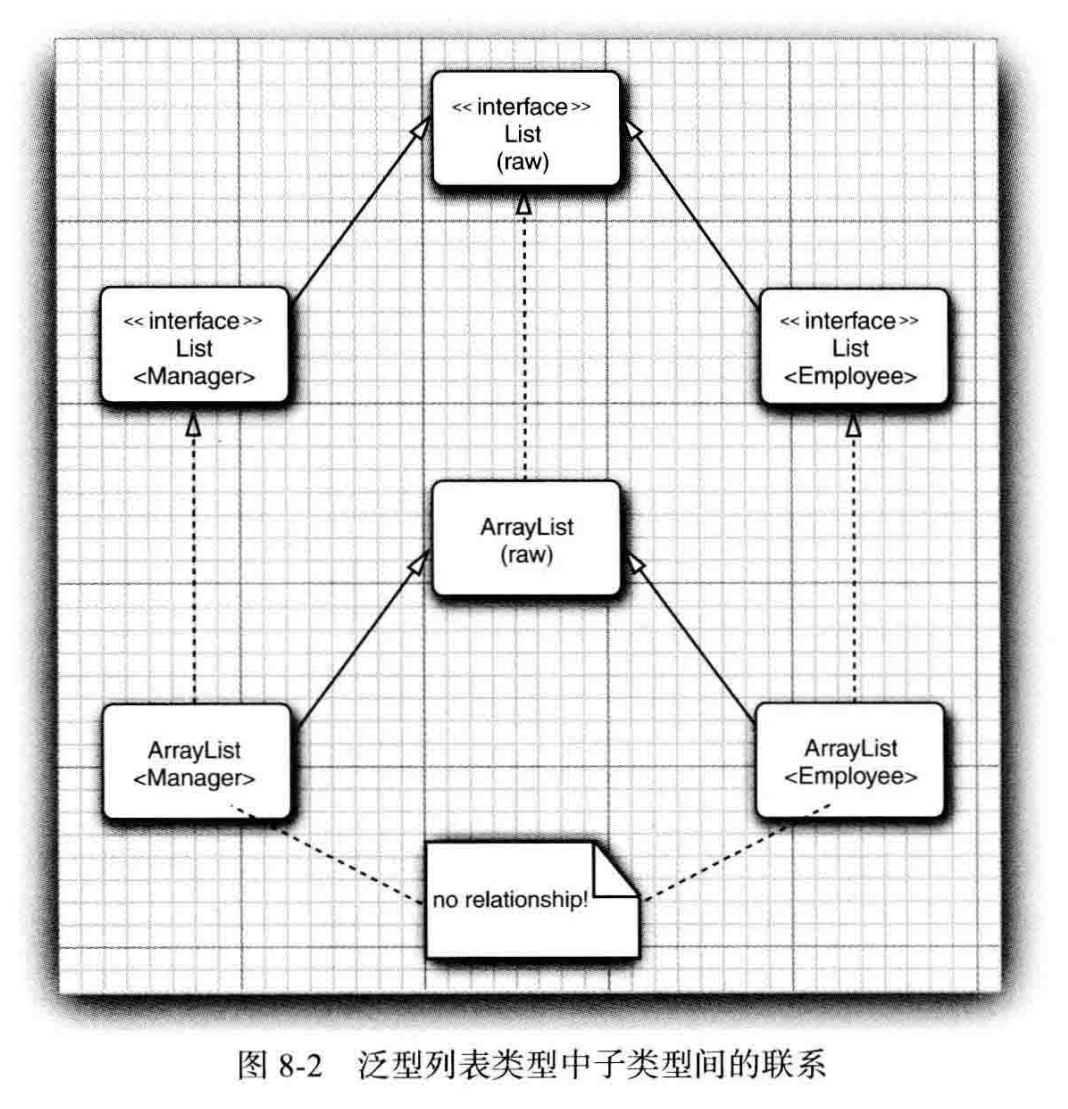 <<interface>>
List
(raw)
<<interface>>
List
<Manager>
<<interface>>
List
<Employee>
ArrayList
(raw)
ArrayList
<Manager>
ArrayList
<Employee>
no relationship!
图 8-2 泛型列表类型中子类型间的联系